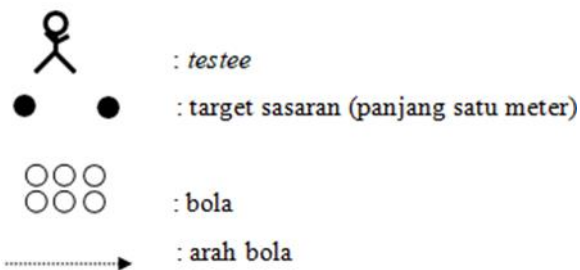 : testee
: target sasaran (panjang satu meter)
: bola
: arah bola